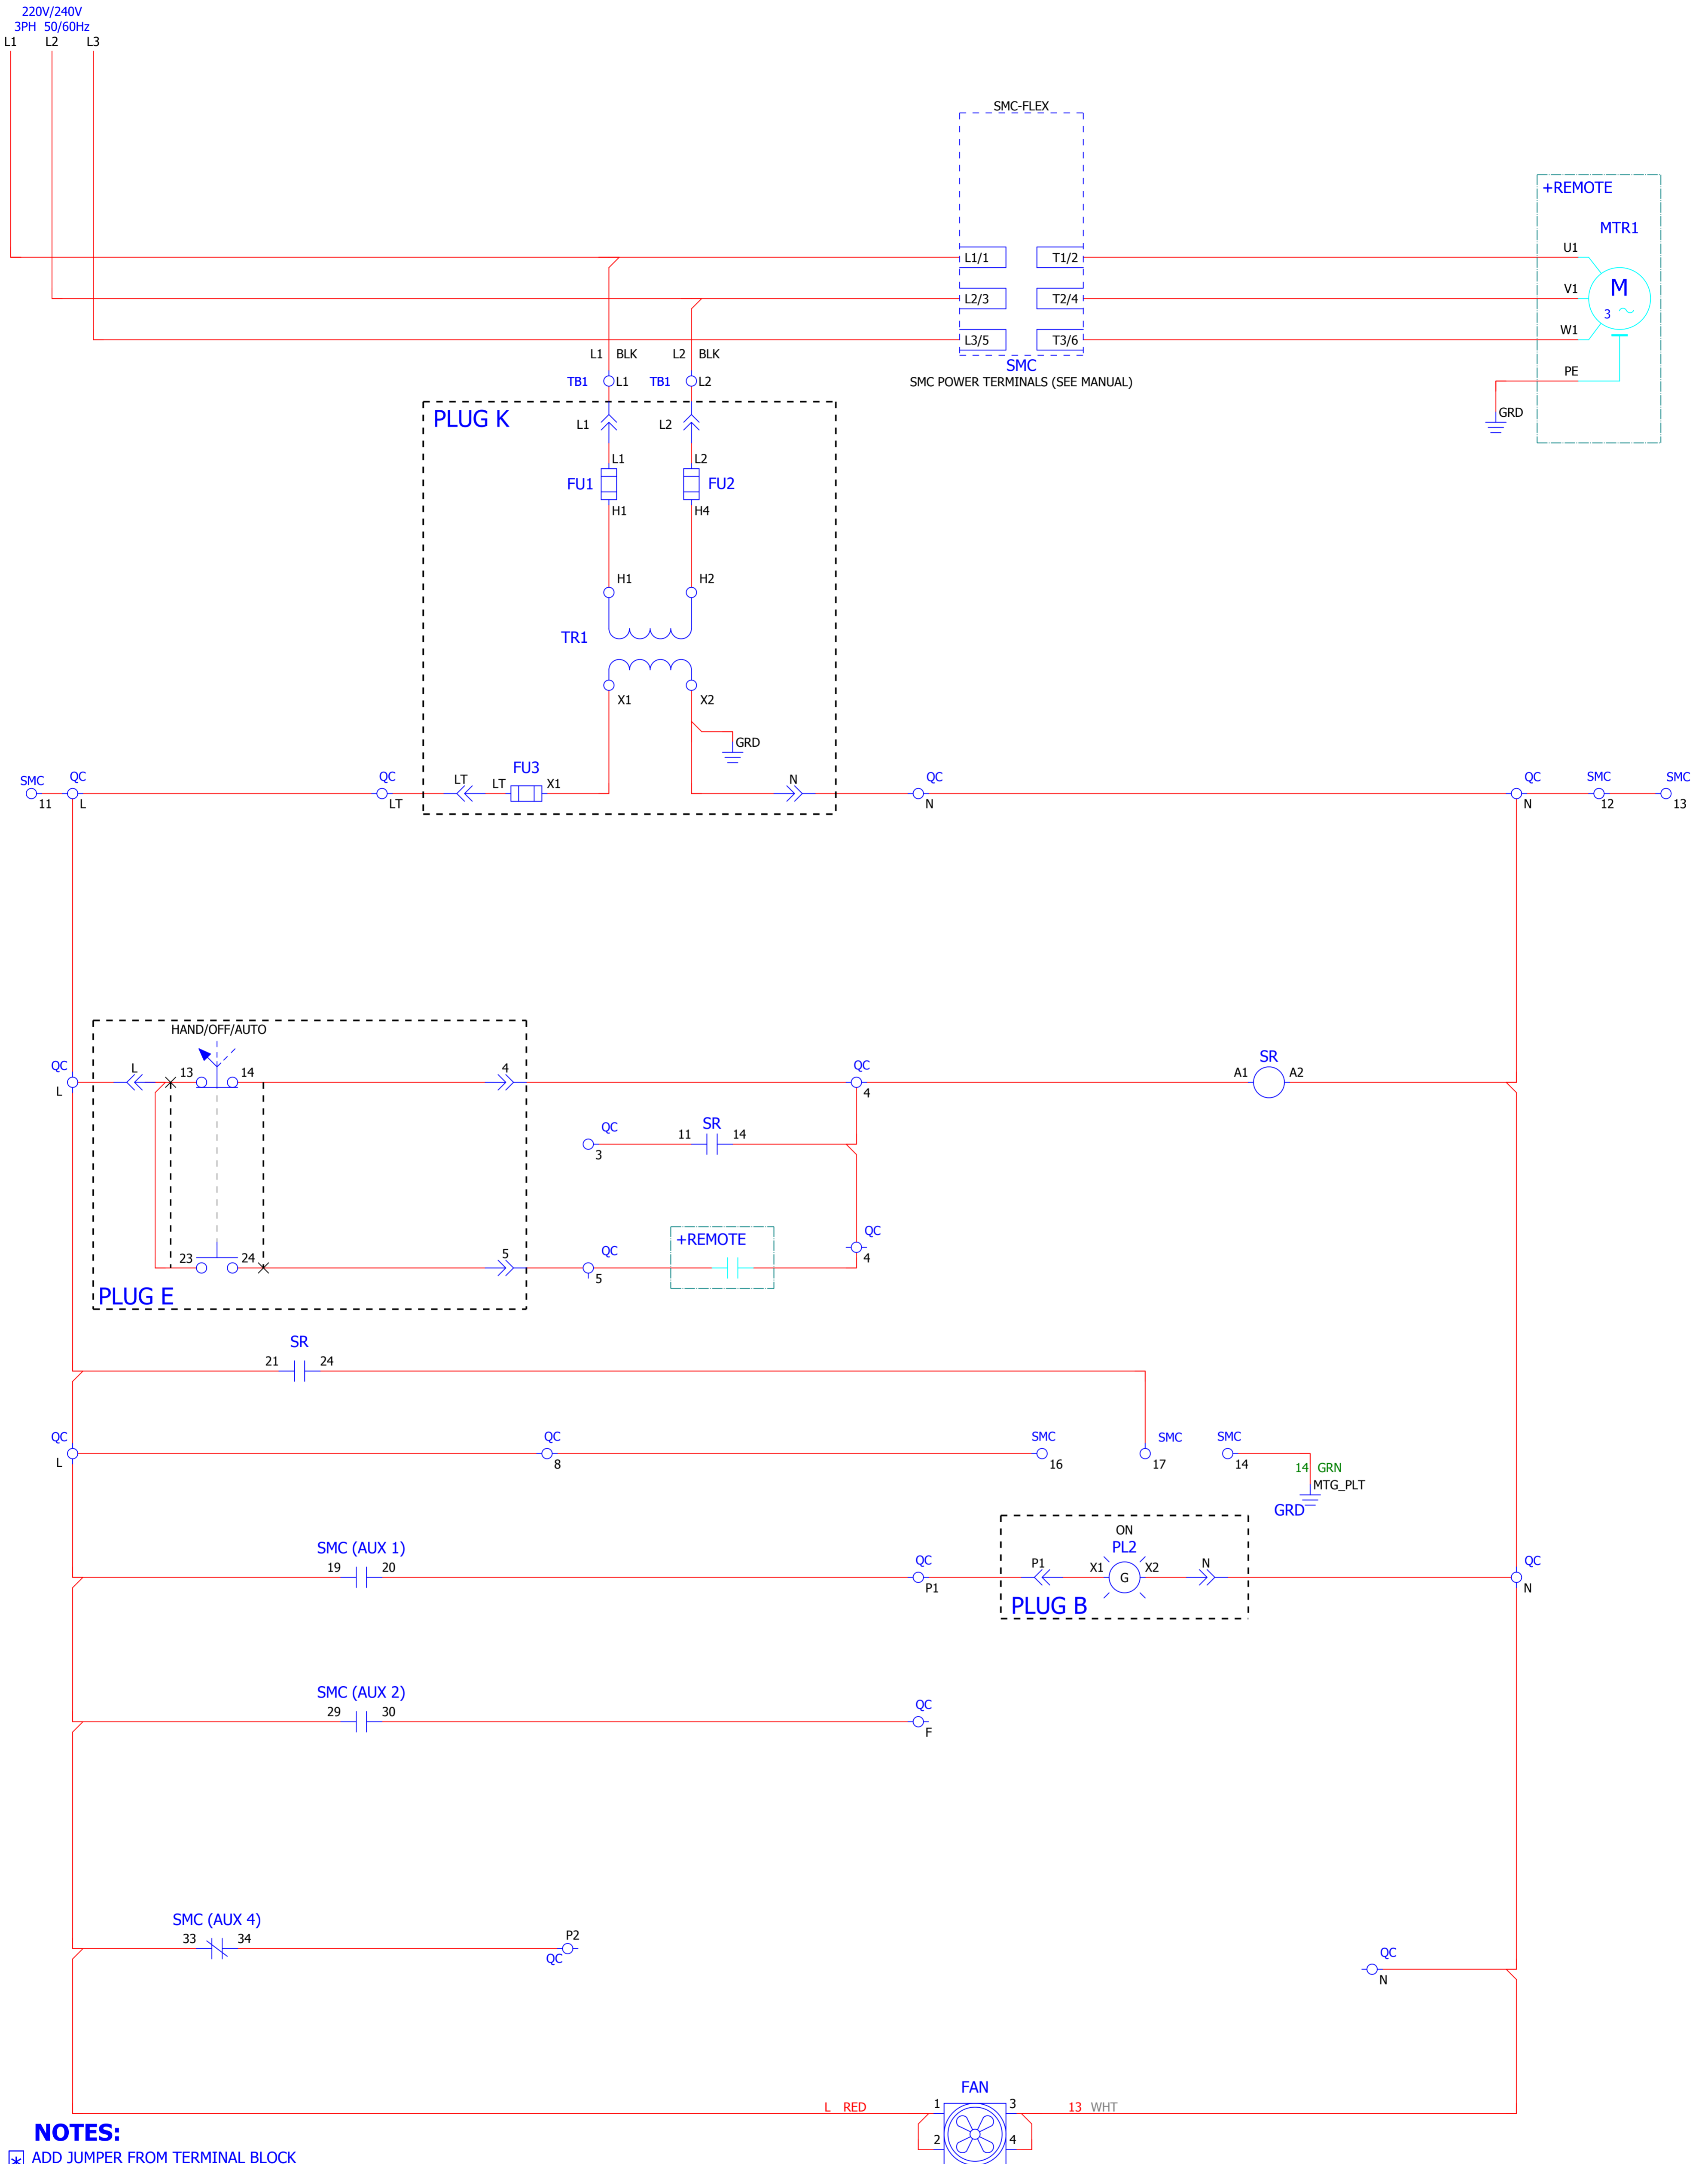 220V/240V
3PH 50/60Hz
L1 L2 L3
SMC-FLEX
+REMOTE
MTR1
L1/1 T1/2 U1
L2/3 T2/4 V1 M
3
L3/5 T3/6 W1
L1 BLK L2 BLK
SMC
SMC POWER TERMINALS (SEE MANUAL)
PE
TB1 L1 TB1 L2
GRD
PLUG K
L1 L2
L1 L2
FU1 FU2
H1 H4
H1 H2
TR1
X1 X2
GRD
SMC QC QC LT LT FU3 X1 N QC QC SMC SMC
11 L LT N N 12 13
HAND/OFF/AUTO
QC L 13 14 4 QC SR
L 4 A1 A2
QC 11 SR 14
3
QC
4
+REMOTE
23 24 5 QC
5
PLUG E
SR
21 24
QC QC SMC SMC SMC
L 8 16 17 14
14 GRN
MTG_PLT
GRD
ON
PL2
SMC (AUX 1)
19 20 QC P1 X1 G X2 N QC
P1 N
PLUG B
SMC (AUX 2)
29 30 QC
F
SMC (AUX 4)
33 34 P2
QC
QC
N
FAN
L RED 1 3 13 WHT
2 4
NOTES:
* ADD JUMPER FROM TERMINAL BLOCK